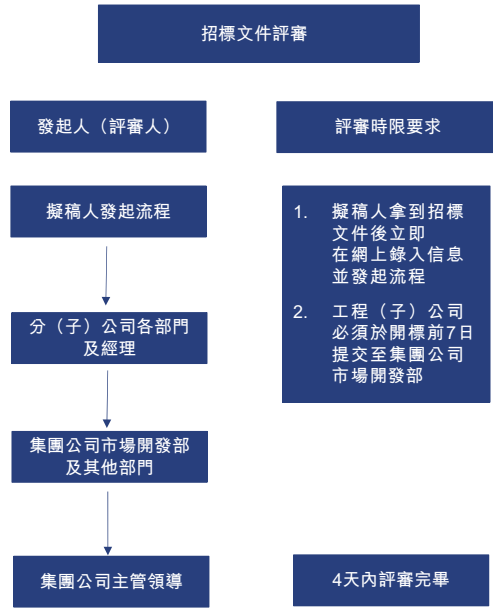 招標文件評審
發起人（評審人）
評審時限要求
擬稿人發起流程
1. 擬稿人拿到招標
文件後立即
在網上錄入信息
並發起流程
2. 工程（子）公司
必須於開標前7日
提交至集團公司
市場開發部
分（子）公司各部門
及經理
集團公司市場開發部
及其他部門
集團公司主管領導
4天內評審完畢